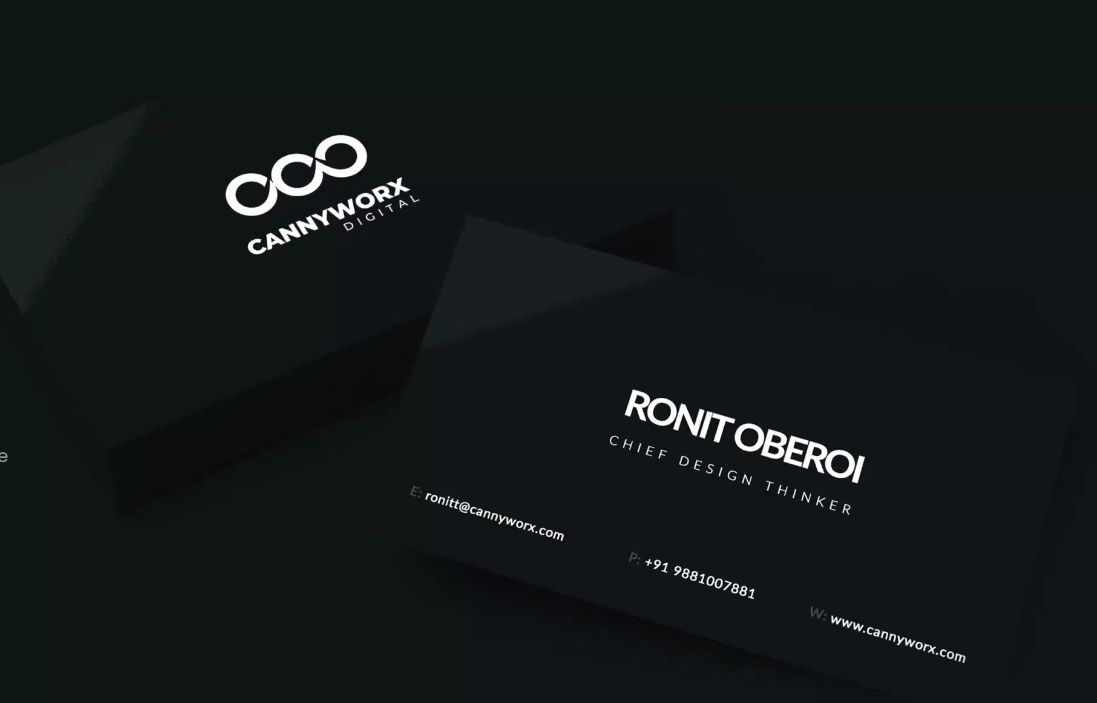 CANNYWORX
DIGITAL
RONIT OBEROI
CHIEF DESIGN THINKER
E: ronitt@cannyworx.com
P: +91 9881007881
W: www.cannyworx.com
e